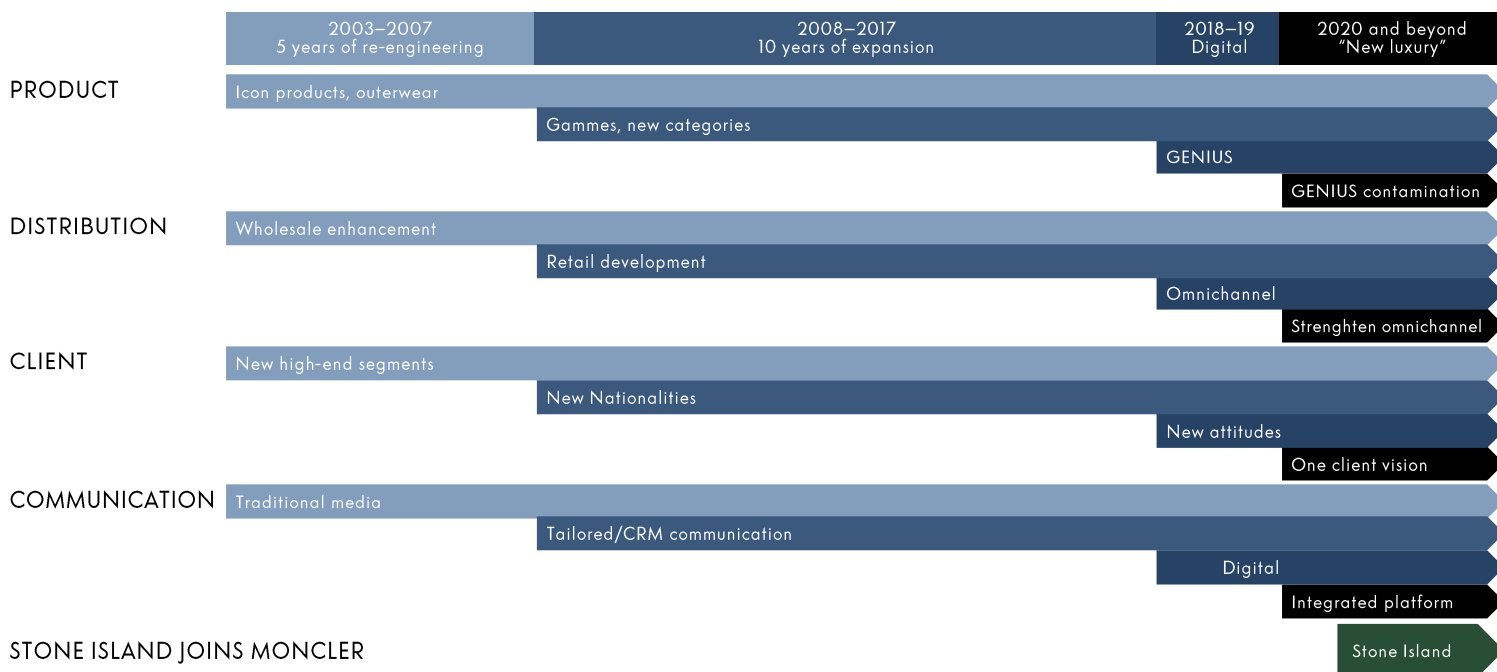 2003–2007
5 years of re-engineering
2008–2017
10 years of expansion
2018–19
Digital
2020 and beyond
“New luxury”
PRODUCT
Icon products, outerwear
Gammes, new categories
GENIUS
GENIUS contamination
DISTRIBUTION
Wholesale enhancement
Retail development
Omnichannel
Strenghten omnichannel
CLIENT
New high-end segments
New Nationalities
New attitudes
One client vision
COMMUNICATION
Traditional media
Tailored/CRM communication
Digital
Integrated platform
STONE ISLAND JOINS MONCLER
Stone Island